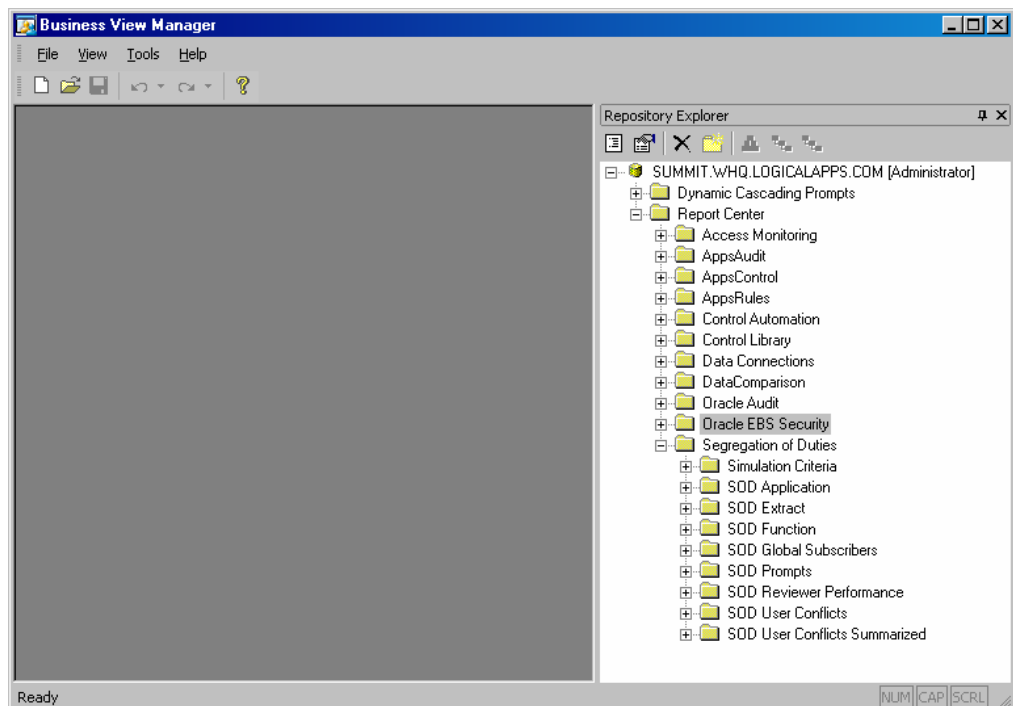 Business View Manager
File View Tools Help
Repository Explorer
SUMMIT.WHQ.LOGICALAPPS.COM [Administrator]
Dynamic Cascading Prompts
Report Center
Access Monitoring
AppsAudit
AppsControl
AppsRules
Control Automation
Control Library
Data Connections
DataComparison
Oracle Audit
Oracle EBS Security
Segregation of Duties
Simulation Criteria
SOD Application
SOD Extract
SOD Function
SOD Global Subscribers
SOD Prompts
SOD Reviewer Performance
SOD User Conflicts
SOD User Conflicts Summarized
Ready NUM CAP SCRL